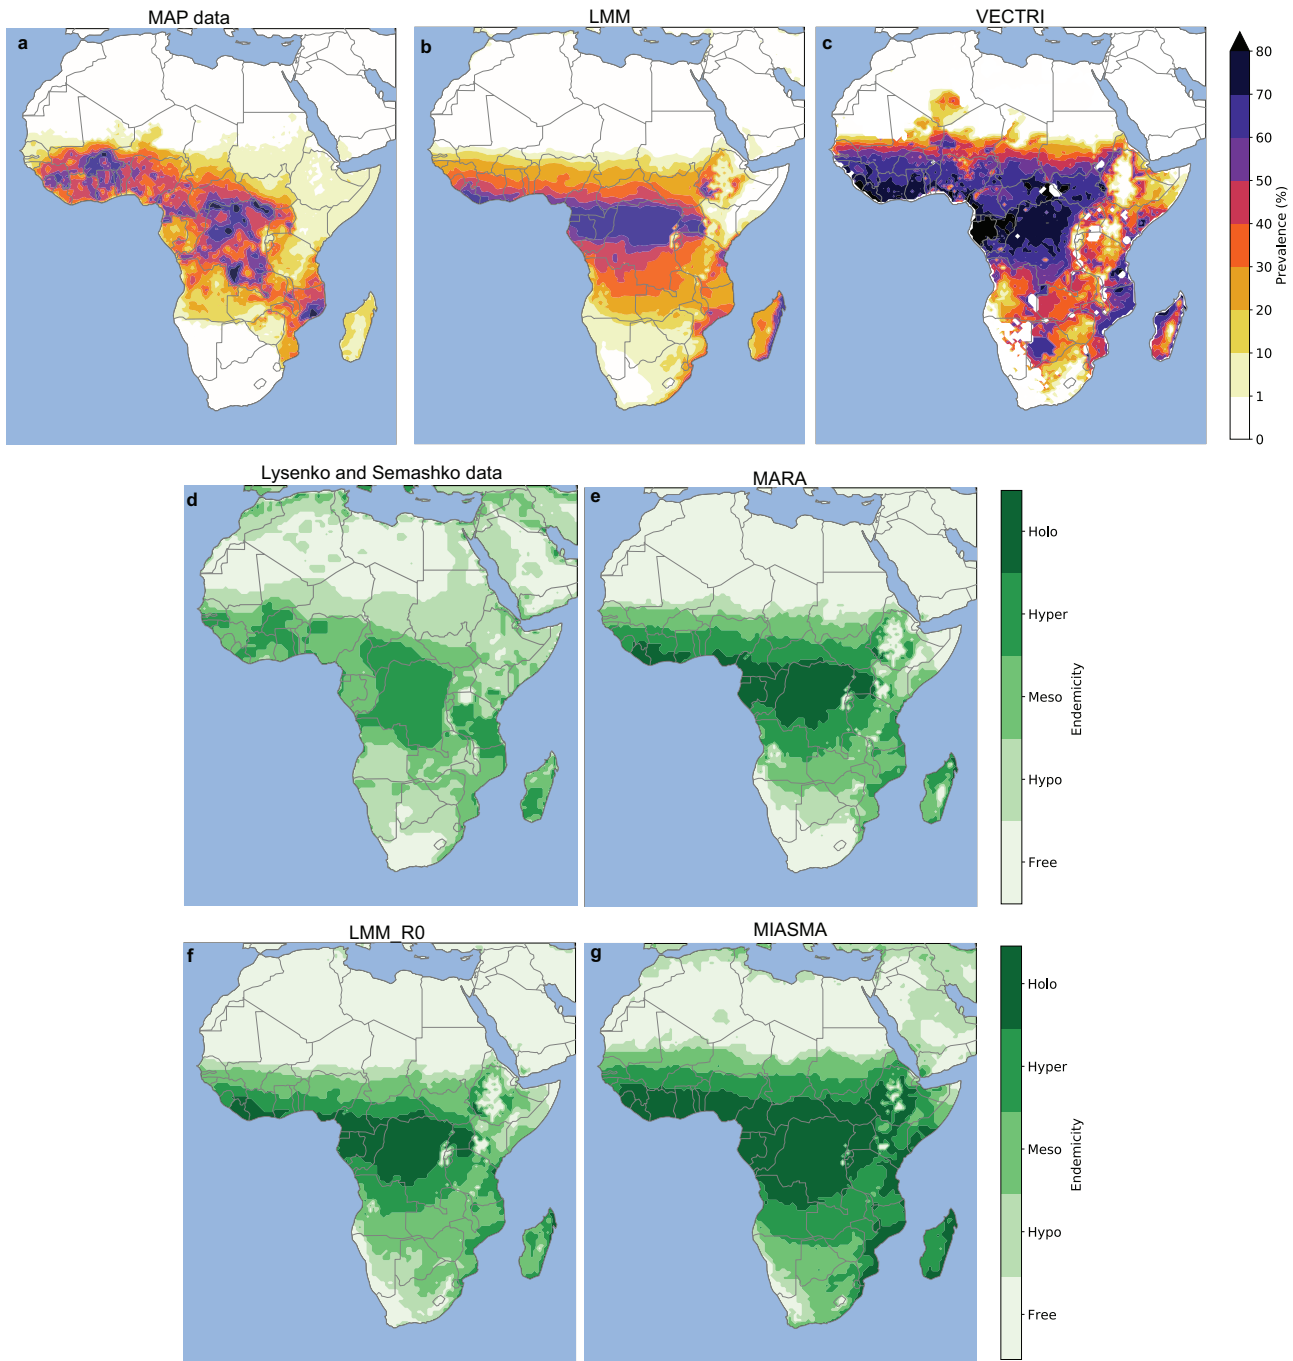 MAP data
LMM
VECTRI
a
b
c
80
70
60
50
40
30
20
10
1
0
Prevalence (%)
Lysenko and Semashko data
MARA
d
e
Holo
Hyper
Meso
Hypo
Free
Endemicity
LMM_R0
MIASMA
f
g
Holo
Hyper
Meso
Hypo
Free
Endemicity